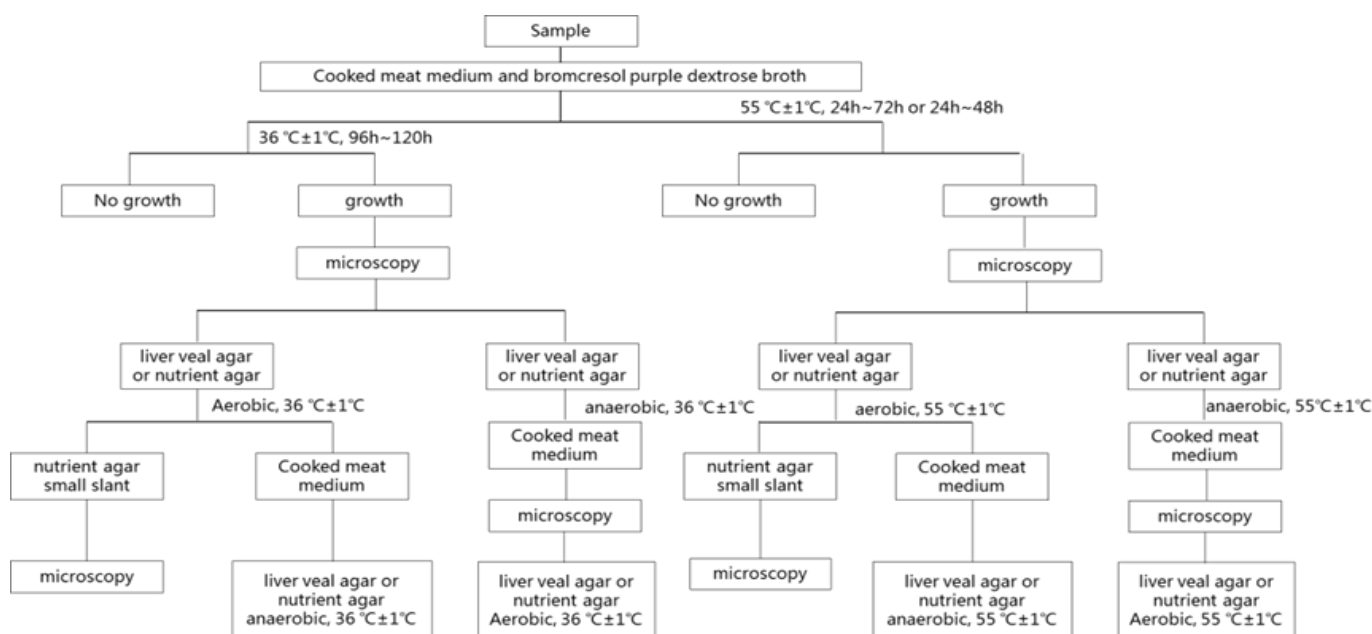 Sample
Cooked meat medium and bromcresol purple dextrose broth
55 ℃±1℃, 24h~72h or 24h~48h
36 ℃±1℃, 96h~120h
No growth
growth
No growth
growth
microscopy
microscopy
liver veal agar
or nutrient agar
liver veal agar
or nutrient agar
liver veal agar
or nutrient agar
liver veal agar
or nutrient agar
Aerobic, 36 ℃±1℃
anaerobic, 36 ℃±1℃
aerobic, 55 ℃±1℃
anaerobic, 55℃±1℃
nutrient agar
small slant
Cooked meat
medium
Cooked meat
medium
nutrient agar
small slant
Cooked meat
medium
Cooked meat
medium
microscopy
microscopy
microscopy
liver veal agar or
nutrient agar
anaerobic, 36 ℃±1℃
liver veal agar or
nutrient agar
Aerobic, 36 ℃±1℃
microscopy
liver veal agar or
nutrient agar
anaerobic, 55 ℃±1℃
liver veal agar or
nutrient agar
Aerobic, 55 ℃±1℃